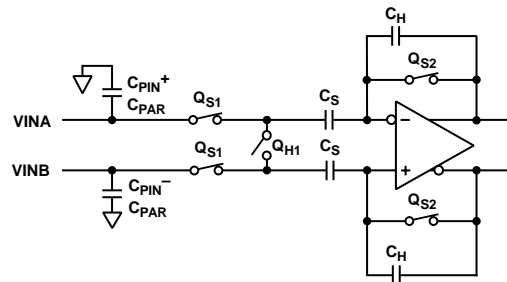 CH
QS2
CPIN+
CPAR
QS1
CS
VINA
−
QH1
QS1
CS
VINB
+
CPIN−
CPAR
QS2
CH